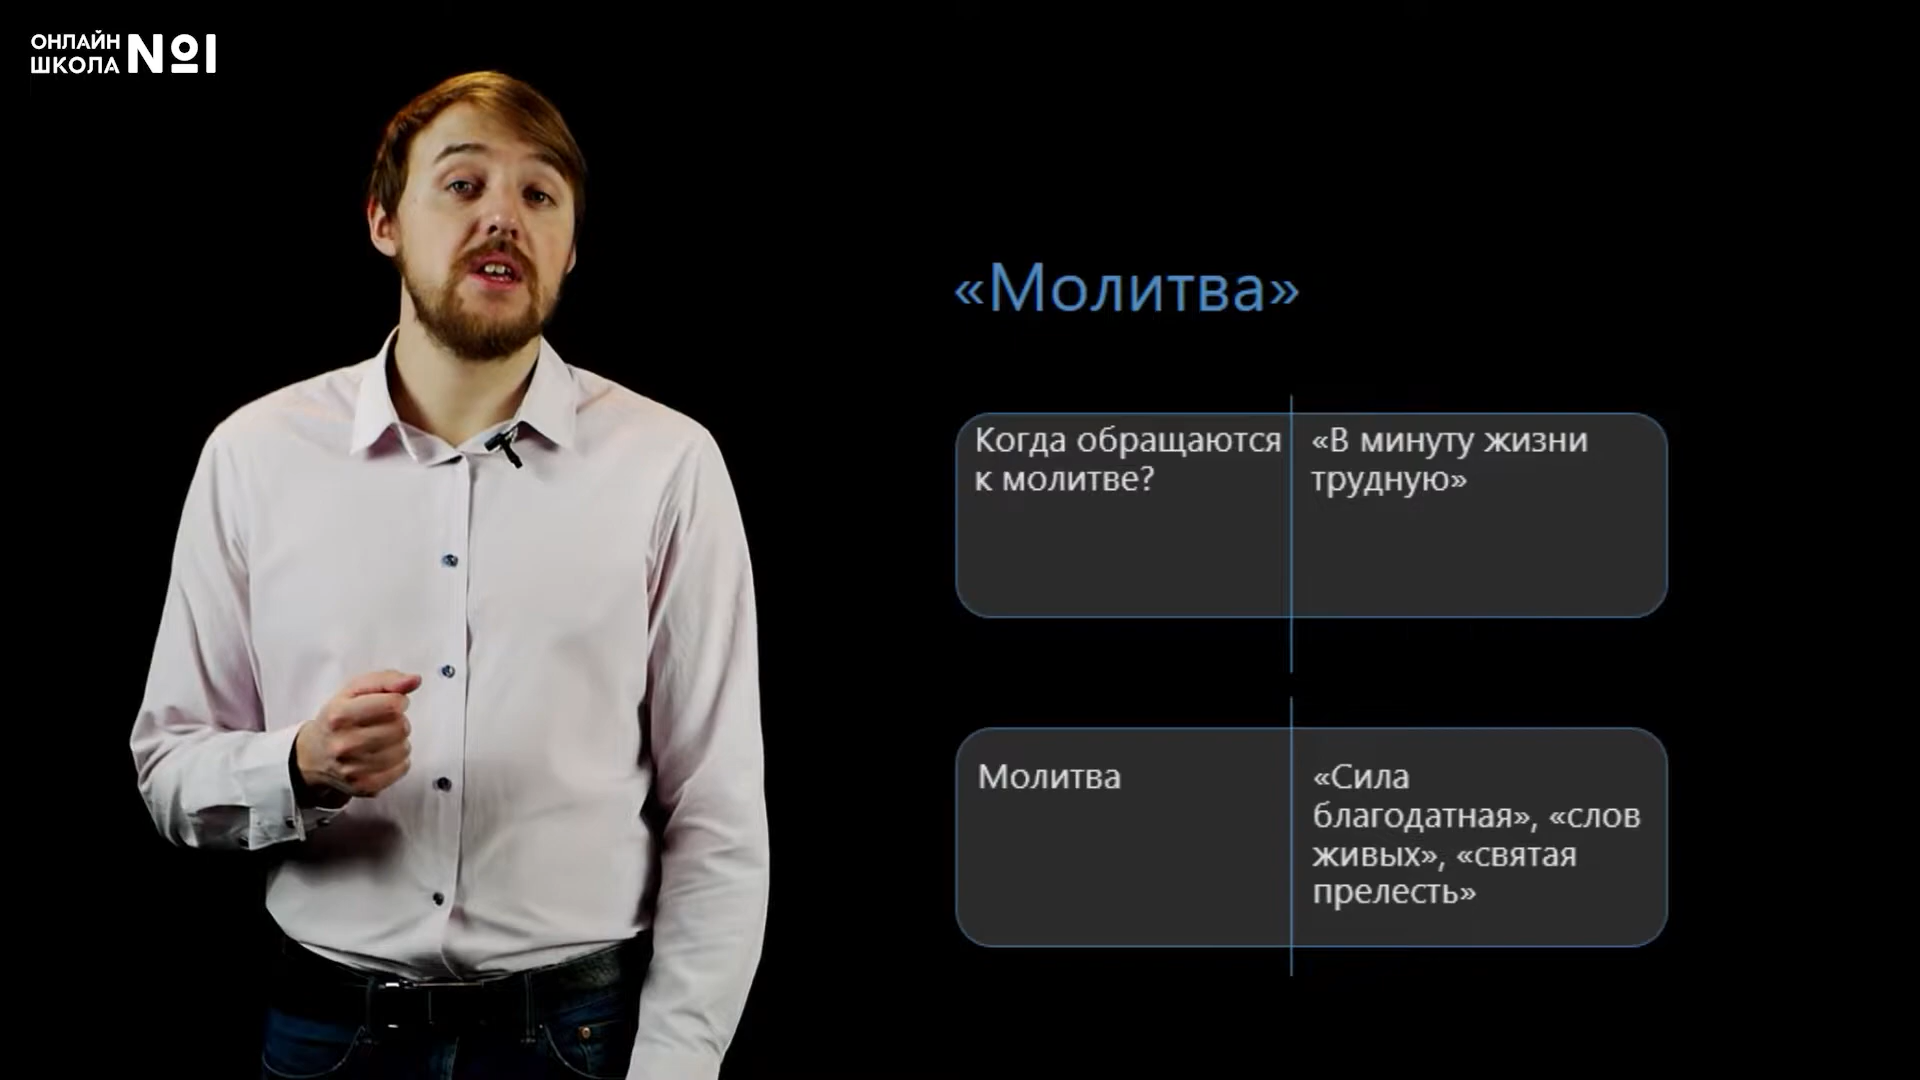 ОНЛАЙН
ШКОЛА №1
«Молитва»
Когда обращаются
к молитве?
«В минуту жизни
трудную»
Молитва
«Сила
благодатная», «слов
живых», «святая
прелесть»